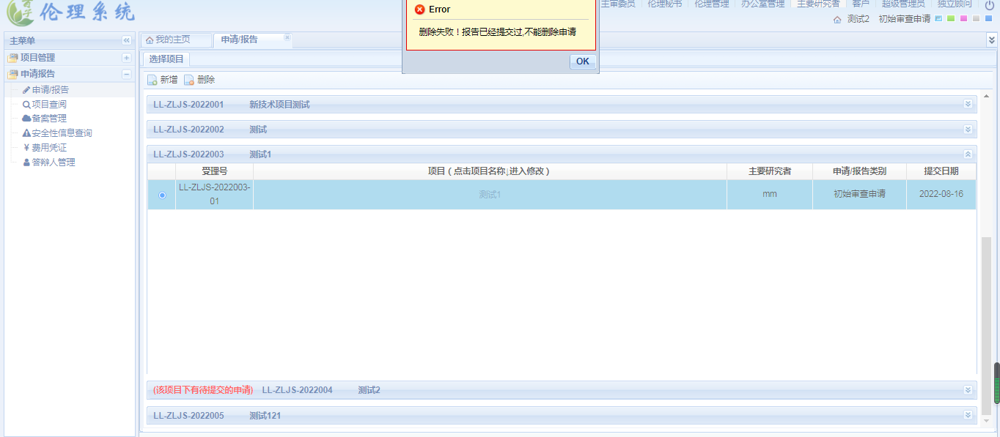 伦理系统
主审委员 伦理秘书 伦理管理 办公室管理 主要研究者 客户 超级管理员 独立顾问
测试2 初始审查申请
Error
删除失败！报告已经提交过,不能删除申请
OK
主菜单
项目管理
申请报告
申请/报告
项目查阅
备案管理
安全性信息查询
费用凭证
答辩人管理
我的主页 申请/报告
选择项目
新增 删除
LL-ZLJS-2022001 新技术项目测试
LL-ZLJS-2022002 测试
LL-ZLJS-2022003 测试1
受理号 项目（点击项目名称↓进入修改） 主要研究者 申请/报告类别 提交日期
LL-ZLJS-2022003-
01 测试1 mm 初始审查申请 2022-08-16
(该项目下有待提交的申请) LL-ZLJS-2022004 测试2
LL-ZLJS-2022005 测试121